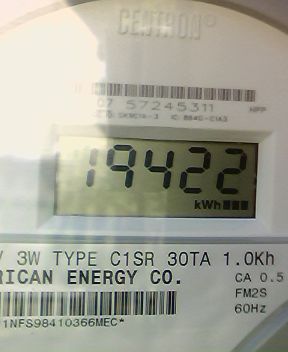 CENTRON®
07 57245311
19422
kWh
V 3W TYPE C1SR 30TA 1.0Kh
RICAN ENERGY CO.
CA 0.5
FM2S
60Hz
1NFS98410366MEC*